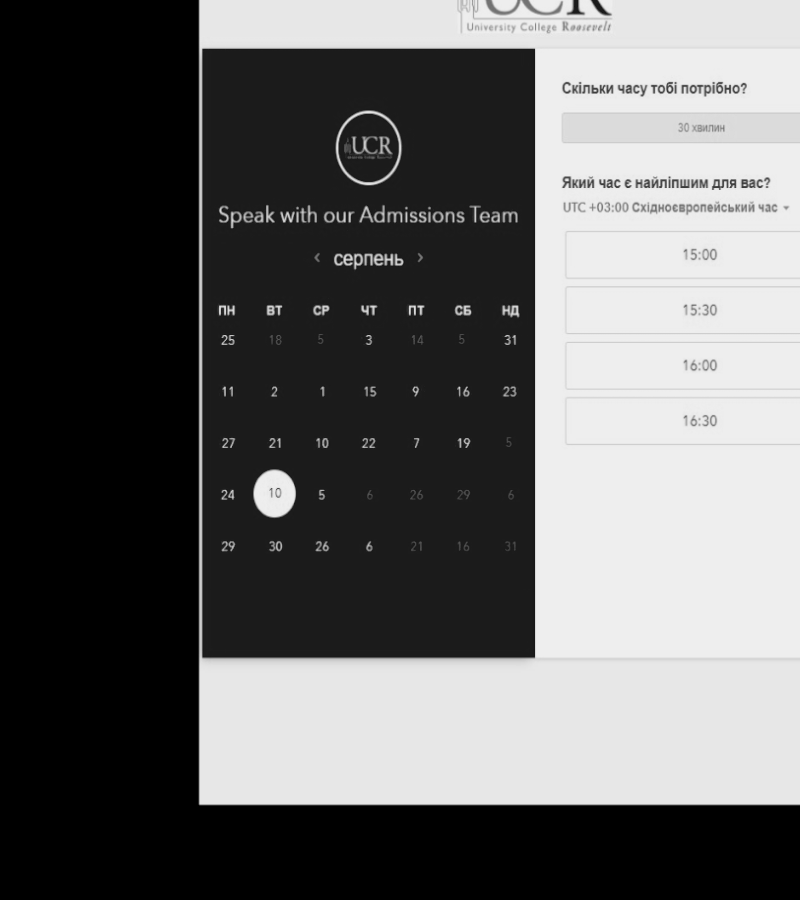 UCR
University College Roosevelt
UCR
Speak with our Admissions Team
‹ серпень ›
ПН ВТ СР ЧТ ПТ СБ НД
25 18 5 3 14 5 31
11 2 1 15 9 16 23
27 21 10 22 7 19 5
24 10 5 6 26 29 6
29 30 26 6 21 16 31
Скільки часу тобі потрібно?
30 хвилин
Який час є найліпшим для вас?
UTC +03:00 Східноєвропейський час
15:00
15:30
16:00
16:30